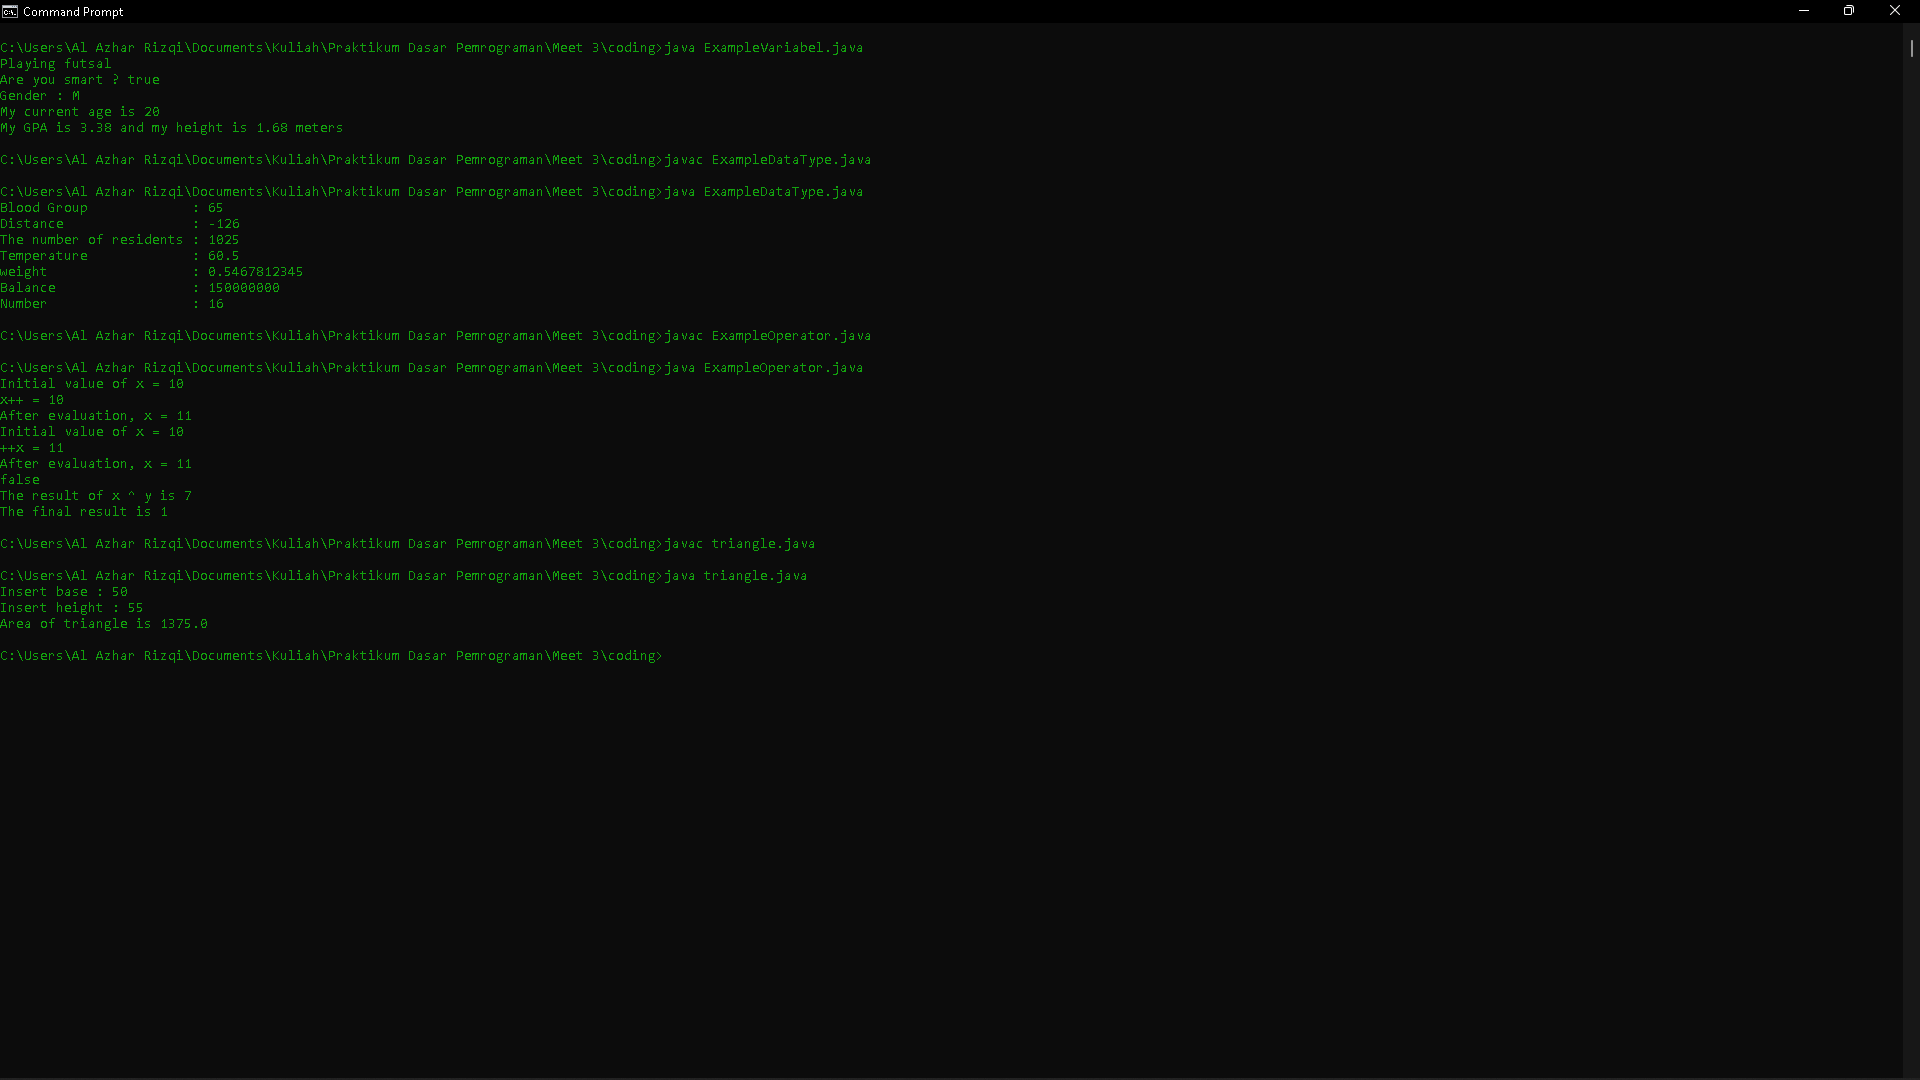 Command Prompt
C:\Users\Al Azhar Rizqi\Documents\Kuliah\Praktikum Dasar Pemrograman\Meet 3\coding>java ExampleVariabel.java
Playing futsal
Are you smart ? true
Gender : M
My current age is 20
My GPA is 3.38 and my height is 1.68 meters
C:\Users\Al Azhar Rizqi\Documents\Kuliah\Praktikum Dasar Pemrograman\Meet 3\coding>javac ExampleDataType.java
C:\Users\Al Azhar Rizqi\Documents\Kuliah\Praktikum Dasar Pemrograman\Meet 3\coding>java ExampleDataType.java
Blood Group             : 65
Distance                : -126
The number of residents : 1025
Temperature             : 60.5
weight                  : 0.5467812345
Balance                 : 150000000
Number                  : 16
C:\Users\Al Azhar Rizqi\Documents\Kuliah\Praktikum Dasar Pemrograman\Meet 3\coding>javac ExampleOperator.java
C:\Users\Al Azhar Rizqi\Documents\Kuliah\Praktikum Dasar Pemrograman\Meet 3\coding>java ExampleOperator.java
Initial value of x = 10
x++ = 10
After evaluation, x = 11
Initial value of x = 10
++x = 11
After evaluation, x = 11
false
The result of x ^ y is 7
The final result is 1
C:\Users\Al Azhar Rizqi\Documents\Kuliah\Praktikum Dasar Pemrograman\Meet 3\coding>javac triangle.java
C:\Users\Al Azhar Rizqi\Documents\Kuliah\Praktikum Dasar Pemrograman\Meet 3\coding>java triangle.java
Insert base : 50
Insert height : 55
Area of triangle is 1375.0
C:\Users\Al Azhar Rizqi\Documents\Kuliah\Praktikum Dasar Pemrograman\Meet 3\coding>